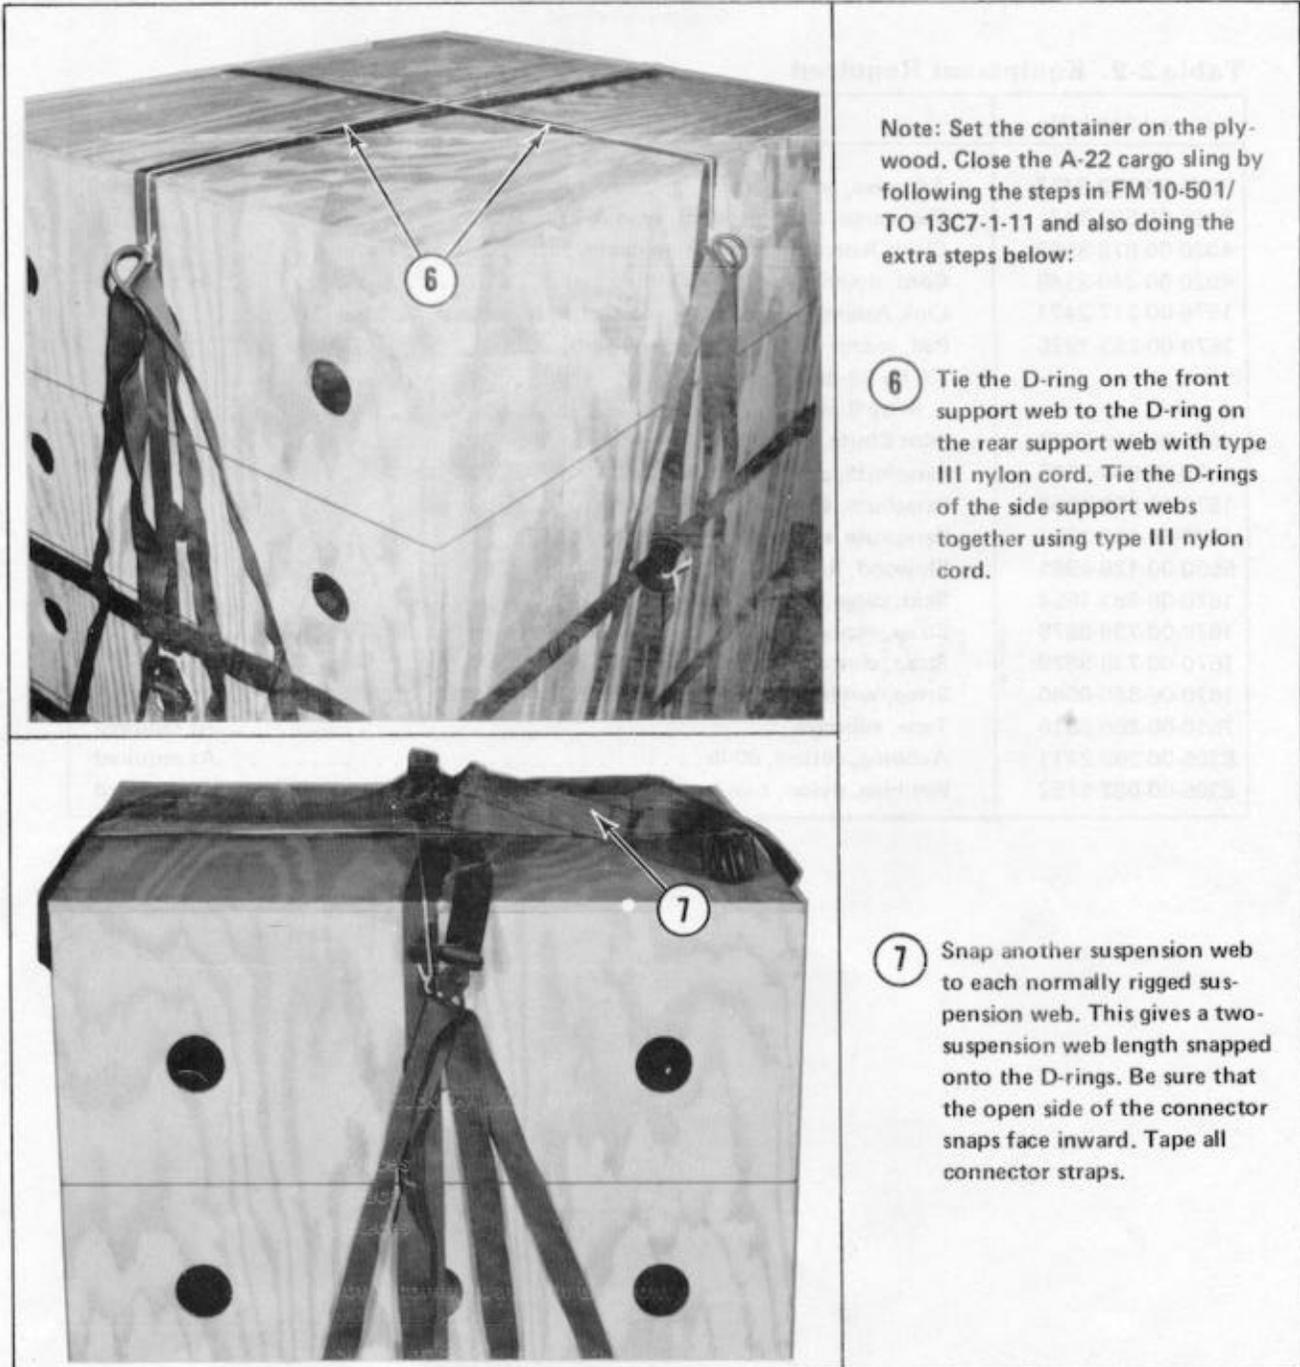 Note: Set the container on the ply-
wood. Close the A-22 cargo sling by
following the steps in FM 10-501/
TO 13C7-1-11 and also doing the
extra steps below:
6
6 Tie the D-ring on the front
support web to the D-ring on
the rear support web with type
III nylon cord. Tie the D-rings
of the side support webs
together using type III nylon
cord.
7
7 Snap another suspension web
to each normally rigged sus-
pension web. This gives a two-
suspension web length snapped
onto the D-rings. Be sure that
the open side of the connector
snaps face inward. Tape all
connector straps.